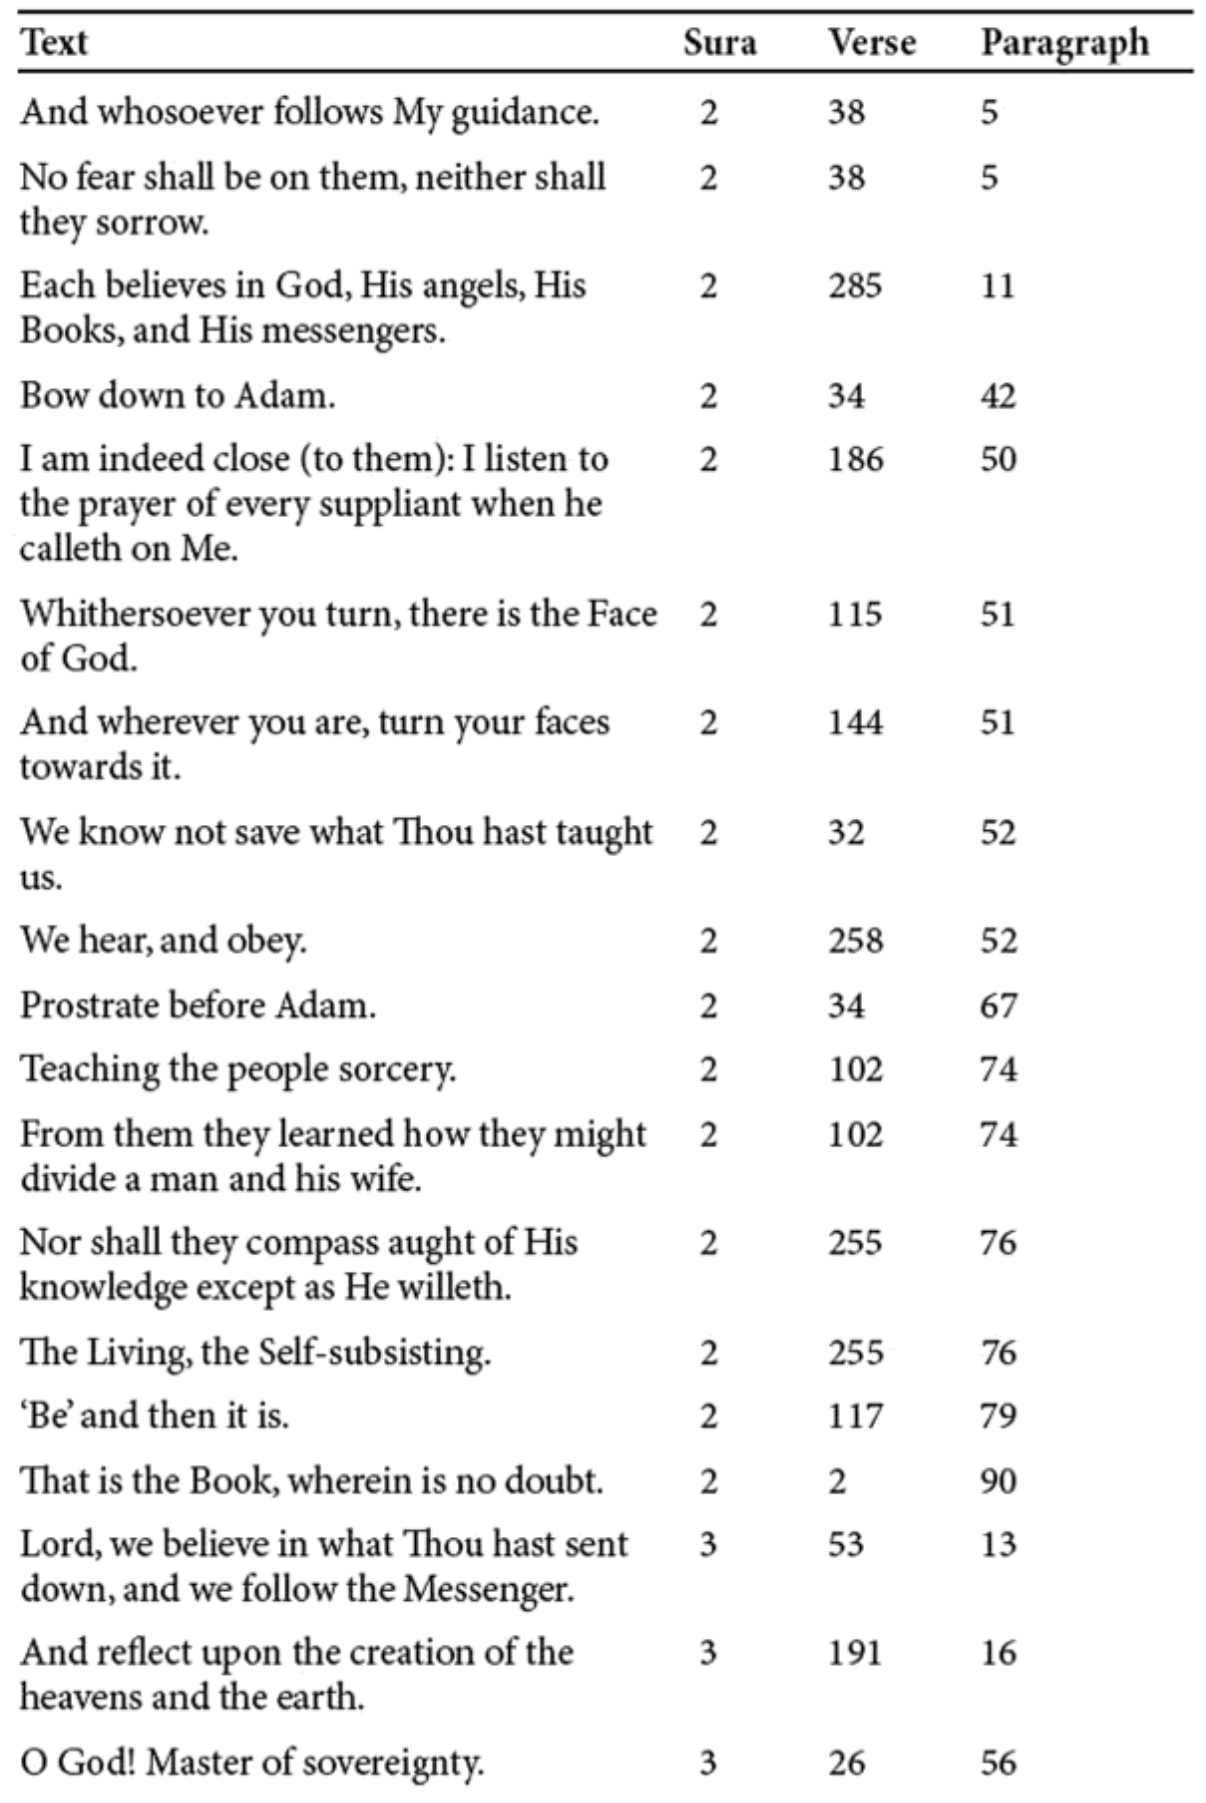 Text Sura Verse Paragraph
And whosoever follows My guidance. 2 38 5
No fear shall be on them, neither shall 2 38 5
they sorrow.
Each believes in God, His angels, His 2 285 11
Books, and His messengers.
Bow down to Adam. 2 34 42
I am indeed close (to them): I listen to 2 186 50
the prayer of every suppliant when he
calleth on Me.
Whithersoever you turn, there is the Face 2 115 51
of God.
And wherever you are, turn your faces 2 144 51
towards it.
We know not save what Thou hast taught 2 32 52
us.
We hear, and obey. 2 258 52
Prostrate before Adam. 2 34 67
Teaching the people sorcery. 2 102 74
From them they learned how they might 2 102 74
divide a man and his wife.
Nor shall they compass aught of His 2 255 76
knowledge except as He willeth.
The Living, the Self-subsisting. 2 255 76
‘Be’ and then it is. 2 117 79
That is the Book, wherein is no doubt. 2 2 90
Lord, we believe in what Thou hast sent 3 53 13
down, and we follow the Messenger.
And reflect upon the creation of the 3 191 16
heavens and the earth.
O God! Master of sovereignty. 3 26 56